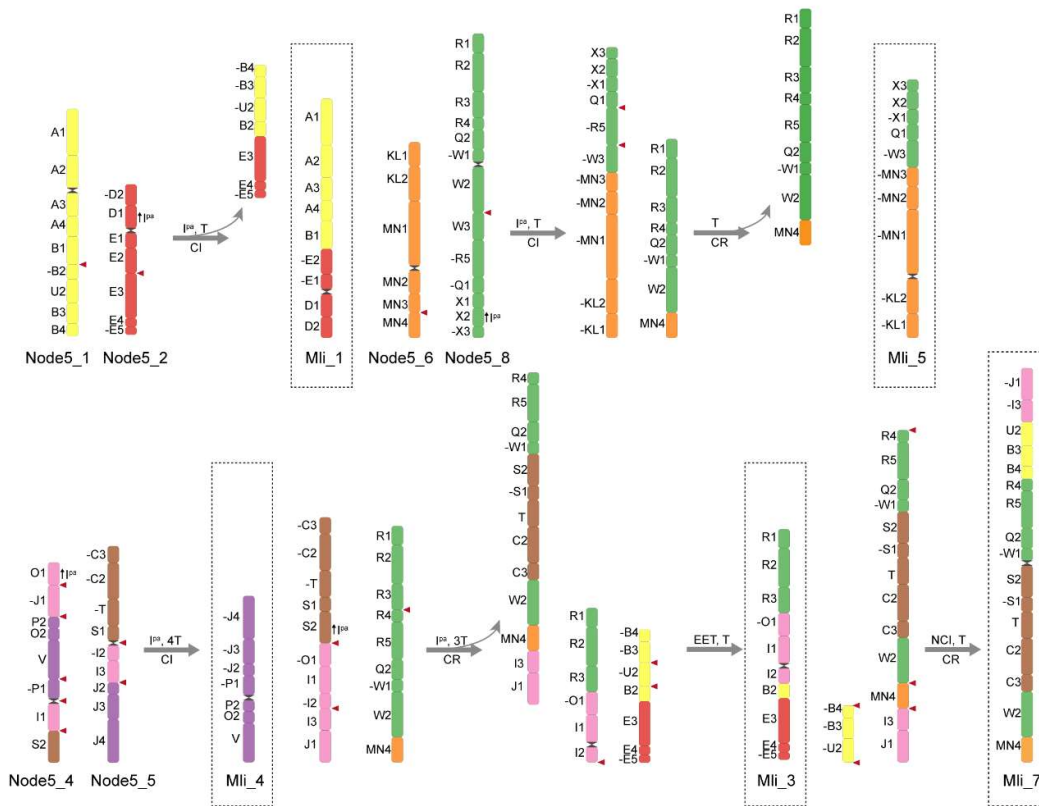 A1
A2
A3
A4
B1
-B2
U2
B3
B4
Node5_1
-D2
D1
↑Iᵖᵃ
E1
E2
E3
E4
-E5
Node5_2
Iᵖᵃ, T
CI
-B4
-B3
-U2
B2
E3
E4
-E5
A1
A2
A3
A4
B1
-E2
-E1
D1
D2
Mli_1
KL1
KL2
MN1
MN2
MN3
MN4
Node5_6
R1
R2
R3
R4
Q2
-W1
W2
W3
-R5
-Q1
X1
X2
↑Iᵖᵃ
-X3
Node5_8
Iᵖᵃ, T
CI
X3
X2
-X1
Q1
-R5
-W3
-MN3
-MN2
-MN1
-KL2
-KL1
R1
R2
R3
R4
Q2
-W1
W2
MN4
T
CR
R1
R2
R3
R4
R5
Q2
-W1
W2
MN4
X3
X2
-X1
Q1
-W3
-MN3
-MN2
-MN1
-KL2
-KL1
Mli_5
O1
↑Iᵖᵃ
-J1
P2
O2
V
-P1
I1
S2
Node5_4
-C3
-C2
-T
S1
-I2
I3
J2
J3
J4
Node5_5
Iᵖᵃ, 4T
CI
-J4
-J3
-J2
-P1
P2
O2
V
Mli_4
-C3
-C2
-T
S1
S2
↑Iᵖᵃ
-O1
I1
-I2
I3
J1
R1
R2
R3
R4
R5
Q2
-W1
W2
MN4
Iᵖᵃ, 3T
CR
R4
R5
Q2
-W1
S2
-S1
T
C2
C3
W2
MN4
I3
J1
R1
R2
R3
-O1
I1
I2
-B4
-B3
-U2
B2
E3
E4
-E5
EET, T
R1
R2
R3
-O1
I1
I2
B2
E3
E4
-E5
Mli_3
-B4
-B3
-U2
R4
R5
Q2
-W1
S2
-S1
T
C2
C3
W2
MN4
I3
J1
NCI, T
CR
-J1
-I3
U2
B3
B4
R4
R5
Q2
-W1
S2
-S1
T
C2
C3
W2
MN4
Mli_7